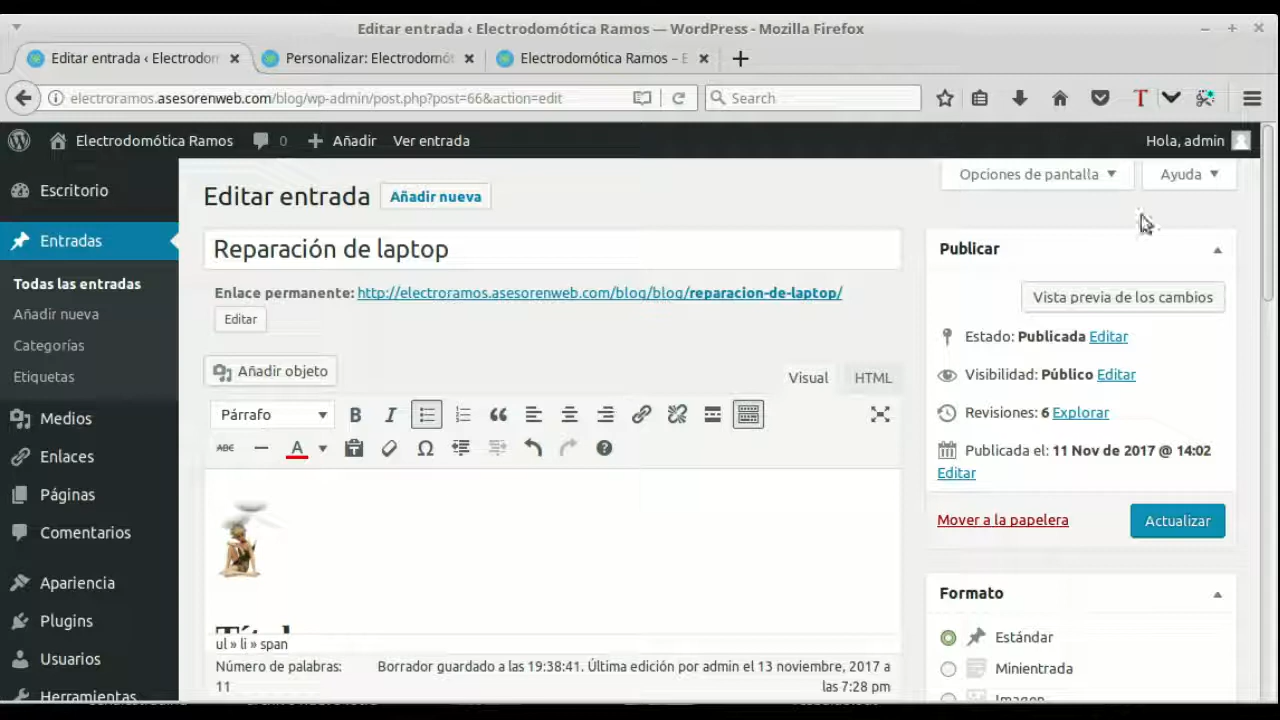 Editar entrada ‹ Electrodomótica Ramos — WordPress - Mozilla Firefox
Editar entrada ‹ Electrodom
Personalizar: Electrodomót
Electrodomótica Ramos – E
electroramos.asesorenweb.com/blog/wp-admin/post.php?post=66&action=edit
Search
Electrodomótica Ramos
0
Añadir
Ver entrada
Hola, admin
Escritorio
Entradas
Todas las entradas
Añadir nueva
Categorías
Etiquetas
Medios
Enlaces
Páginas
Comentarios
Apariencia
Plugins
Usuarios
Herramientas
Opciones de pantalla
Ayuda
Editar entrada
Añadir nueva
Reparación de laptop
Enlace permanente: http://electroramos.asesorenweb.com/blog/blog/reparacion-de-laptop/
Editar
Añadir objeto
Visual
HTML
Párrafo
B I
ABC
A
Ω
ul » li » span
Número de palabras: 11
Borrador guardado a las 19:38:41. Última edición por admin el 13 noviembre, 2017 a
las 7:28 pm
Publicar
Vista previa de los cambios
Estado: Publicada Editar
Visibilidad: Público Editar
Revisiones: 6 Explorar
Publicada el: 11 Nov de 2017 @ 14:02
Editar
Mover a la papelera
Actualizar
Formato
Estándar
Minientrada
Imagen